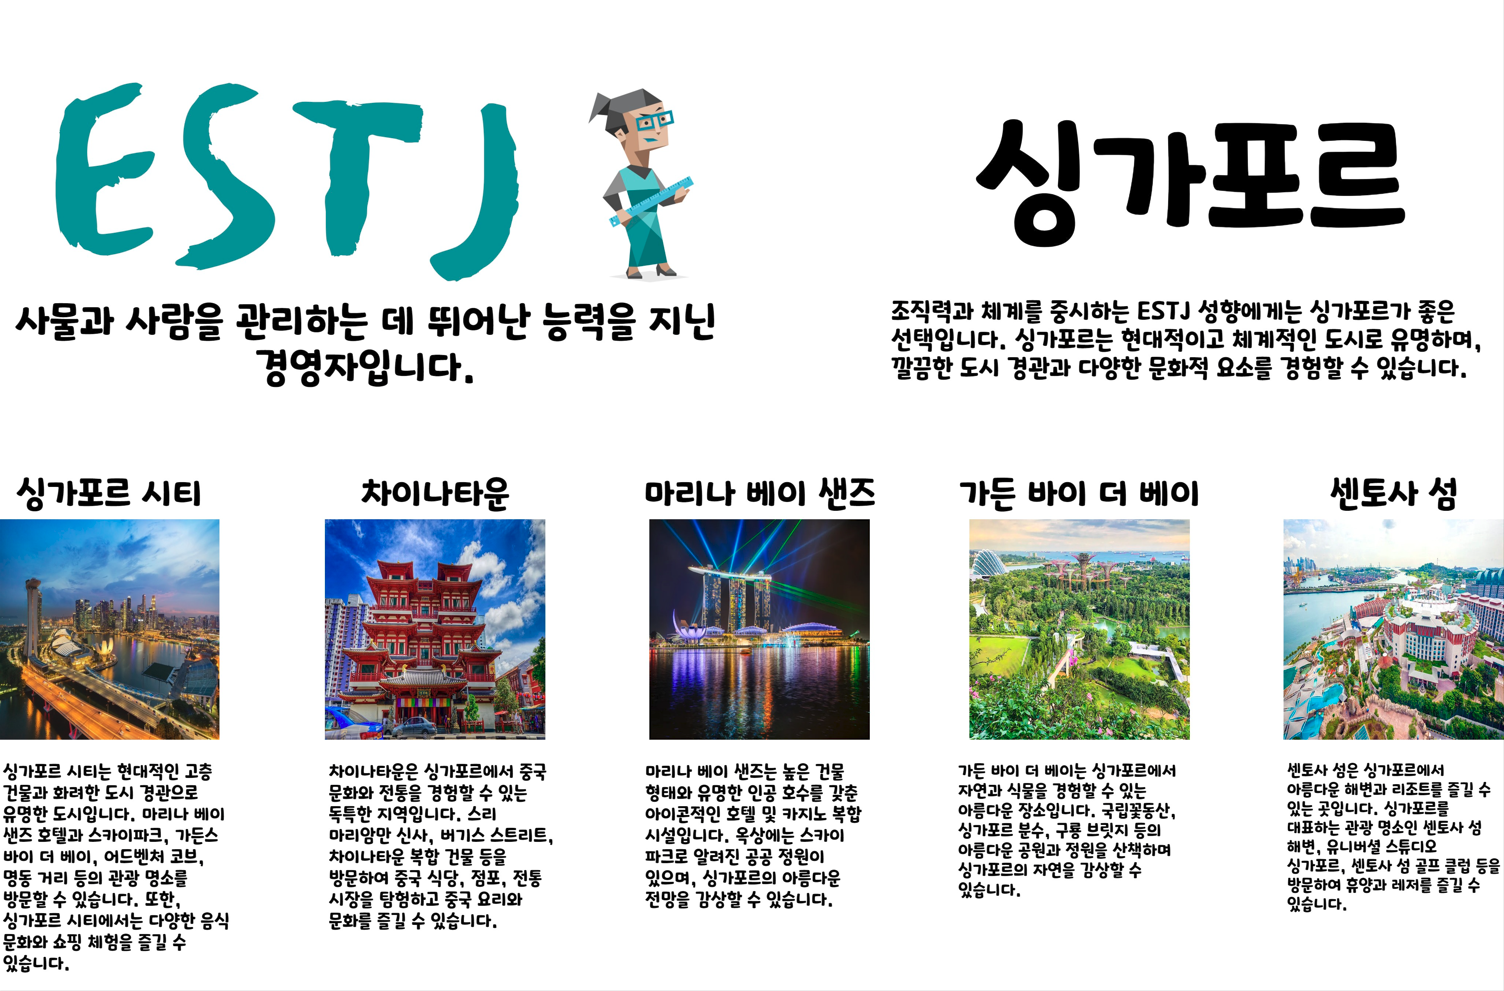 ESTJ
싱가포르
사물과 사람을 관리하는 데 뛰어난 능력을 지닌
경영자입니다.
조직력과 체계를 중시하는 ESTJ 성향에게는 싱가포르가 좋은
선택입니다. 싱가포르는 현대적이고 체계적인 도시로 유명하며,
깔끔한 도시 경관과 다양한 문화적 요소를 경험할 수 있습니다.
싱가포르 시티
싱가포르 시티는 현대적인 고층
건물과 화려한 도시 경관으로
유명한 도시입니다. 마리나 베이
샌즈 호텔과 스카이파크, 가든스
바이 더 베이, 어드벤처 코브,
명동 거리 등의 관광 명소를
방문할 수 있습니다. 또한,
싱가포르 시티에서는 다양한 음식
문화와 쇼핑 체험을 즐길 수
있습니다.
차이나타운
차이나타운은 싱가포르에서 중국
문화와 전통을 경험할 수 있는
독특한 지역입니다. 스리
마리암만 신사, 버기스 스트리트,
차이나타운 복합 건물 등을
방문하여 중국 식당, 점포, 전통
시장을 탐험하고 중국 요리와
문화를 즐길 수 있습니다.
마리나 베이 샌즈
마리나 베이 샌즈는 높은 건물
형태와 유명한 인공 호수를 갖춘
아이콘적인 호텔 및 카지노 복합
시설입니다. 옥상에는 스카이
파크로 알려진 공공 정원이
있으며, 싱가포르의 아름다운
전망을 감상할 수 있습니다.
가든 바이 더 베이
가든 바이 더 베이는 싱가포르에서
자연과 식물을 경험할 수 있는
아름다운 장소입니다. 국립꽃동산,
싱가포르 분수, 구룡 브릿지 등의
아름다운 공원과 정원을 산책하며
싱가포르의 자연을 감상할 수
있습니다.
센토사 섬
센토사 섬은 싱가포르에서
아름다운 해변과 리조트를 즐길 수
있는 곳입니다. 싱가포르를
대표하는 관광 명소인 센토사 섬
해변, 유니버셜 스튜디오
싱가포르, 센토사 섬 골프 클럽 등을
방문하여 휴양과 레저를 즐길 수
있습니다.